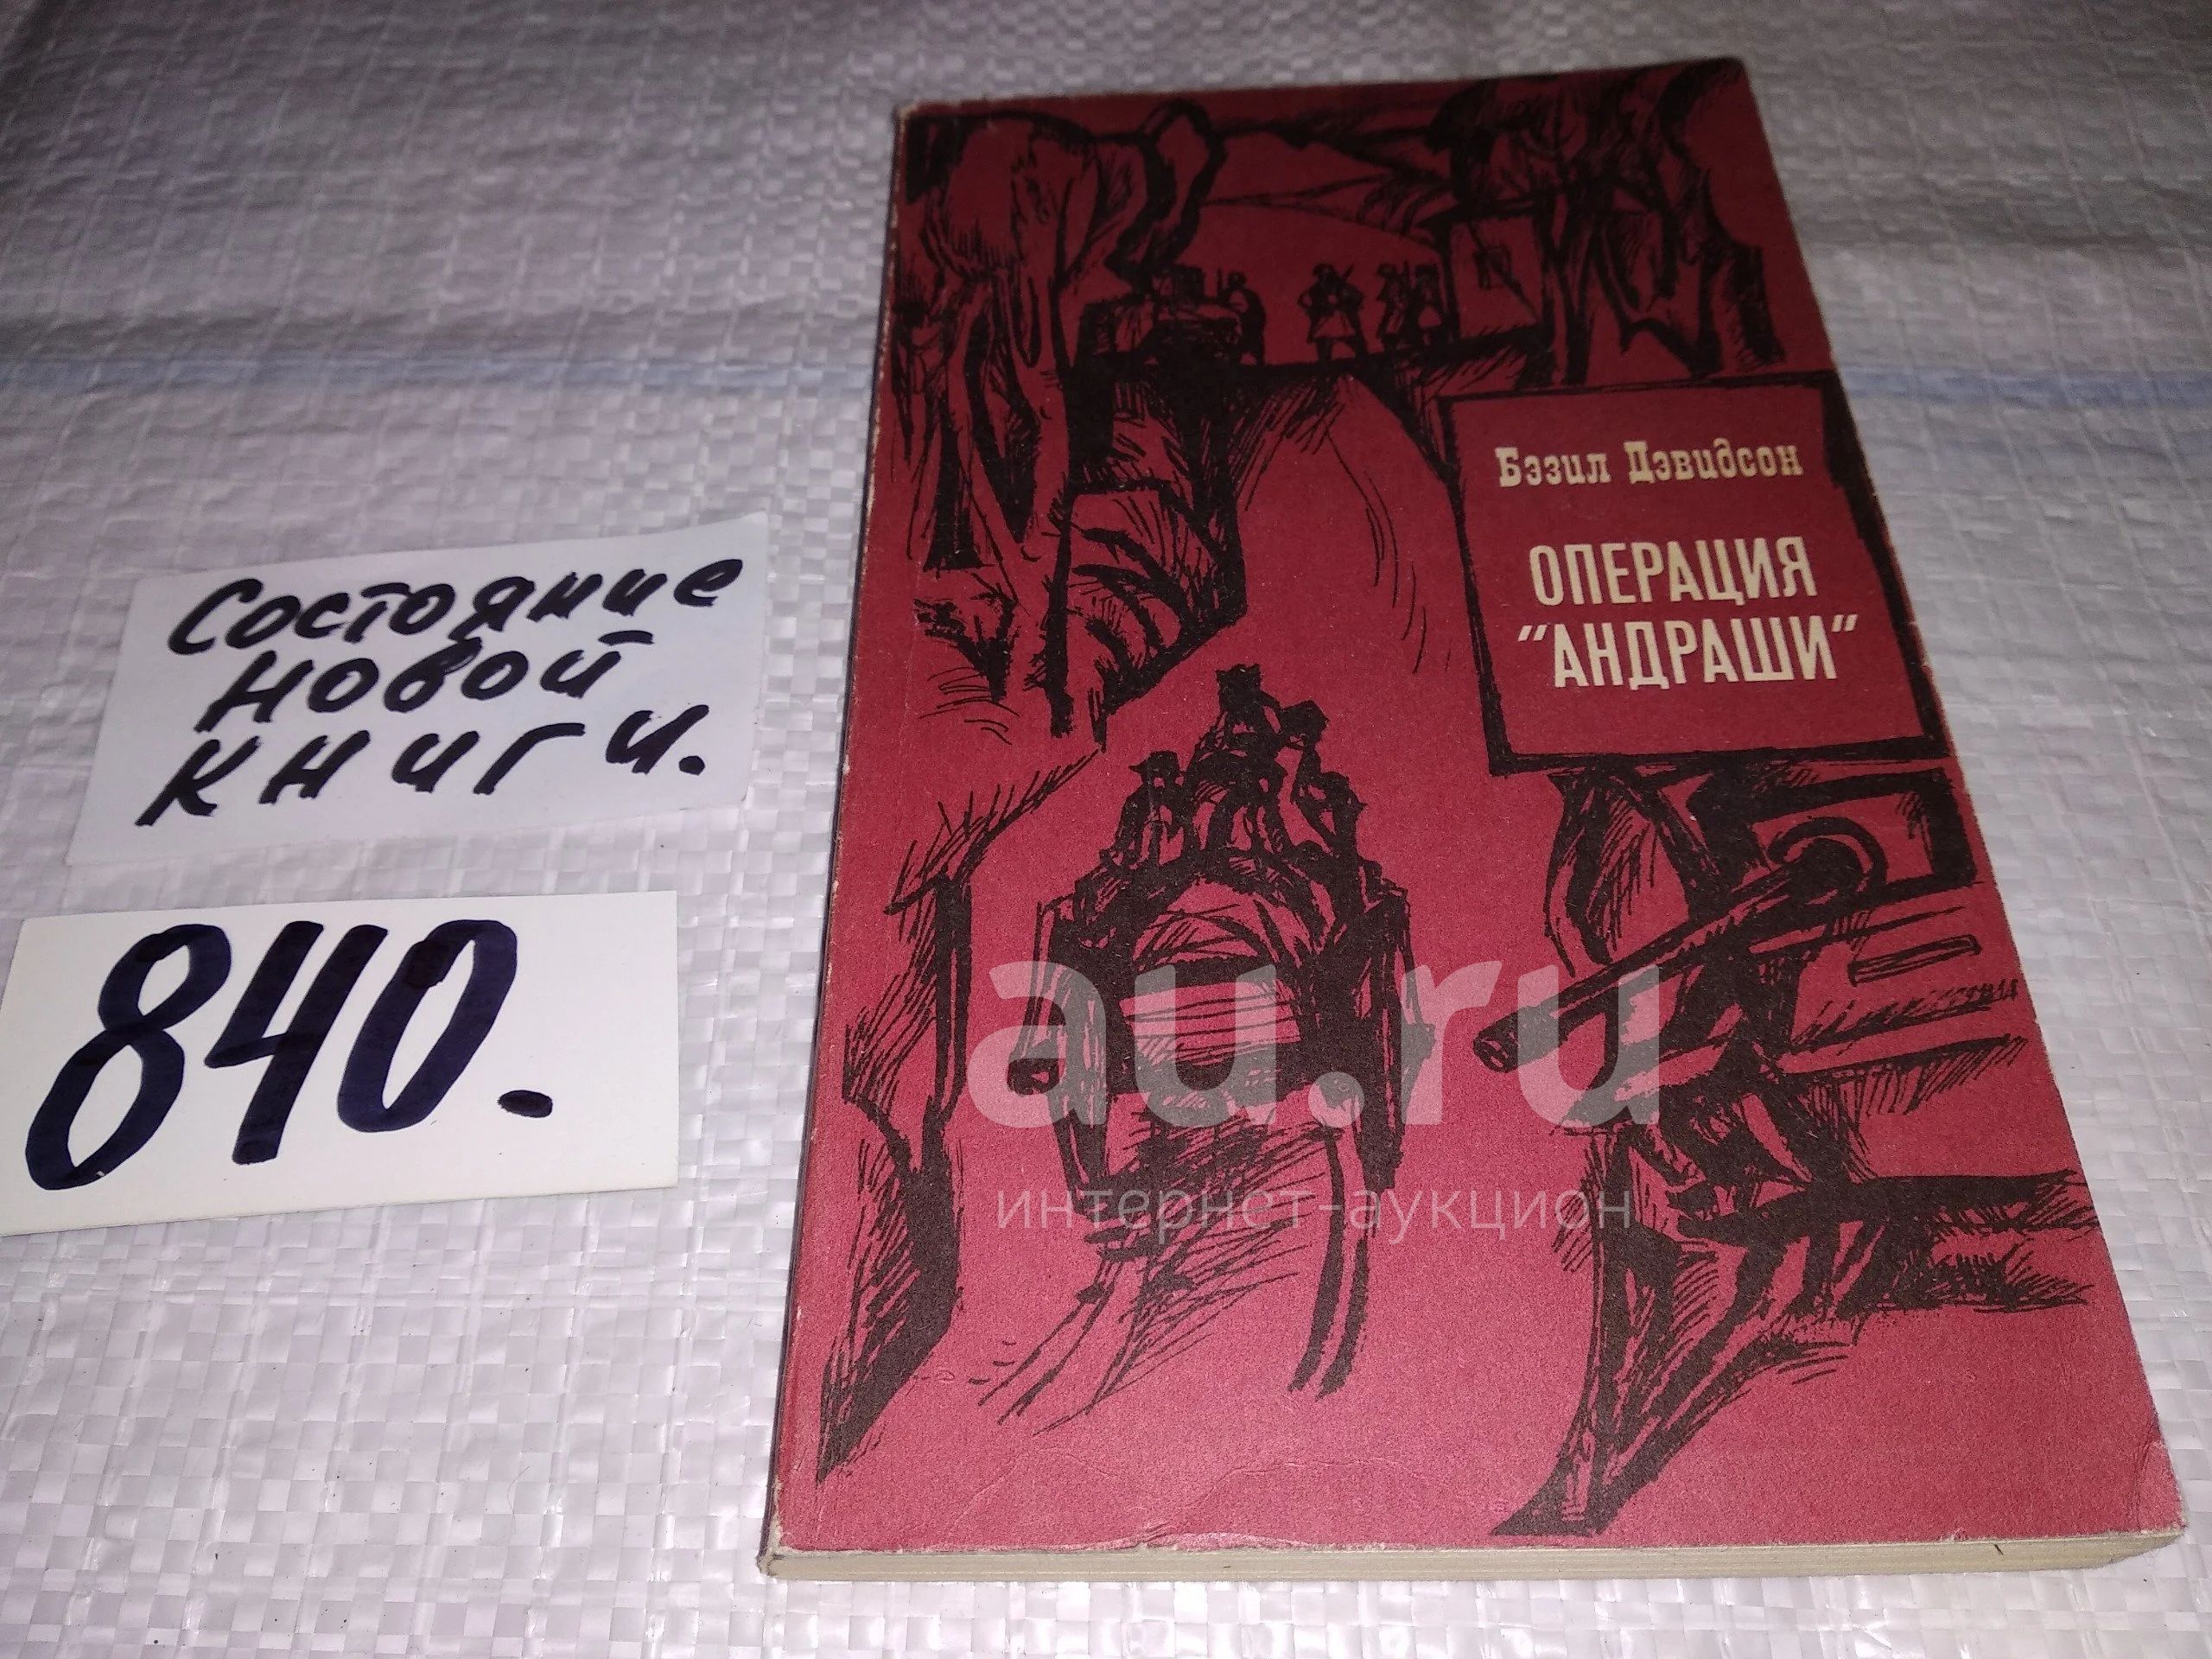 Состояние
новой
книги.
840.
Бэзил Дэвидсон
ОПЕРАЦИЯ
"АНДРАШИ"
au.ru
интернет-аукцион